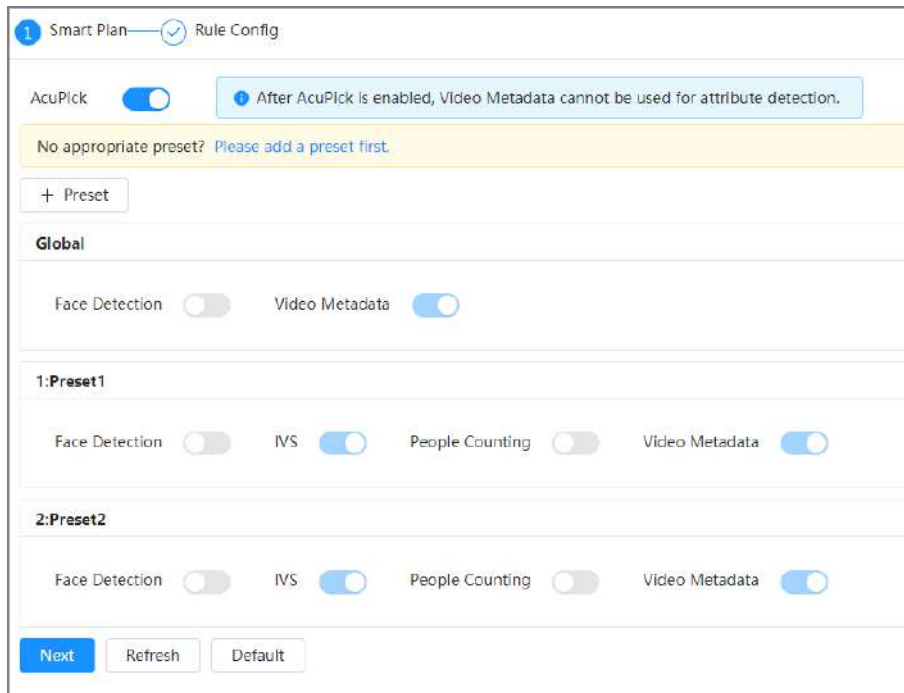 1 Smart Plan Rule Config
AcuPick After AcuPick is enabled, Video Metadata cannot be used for attribute detection.
No appropriate preset? Please add a preset first.
+ Preset
Global
Face Detection Video Metadata
1:Preset1
Face Detection IVS People Counting Video Metadata
2:Preset2
Face Detection IVS People Counting Video Metadata
Next Refresh Default